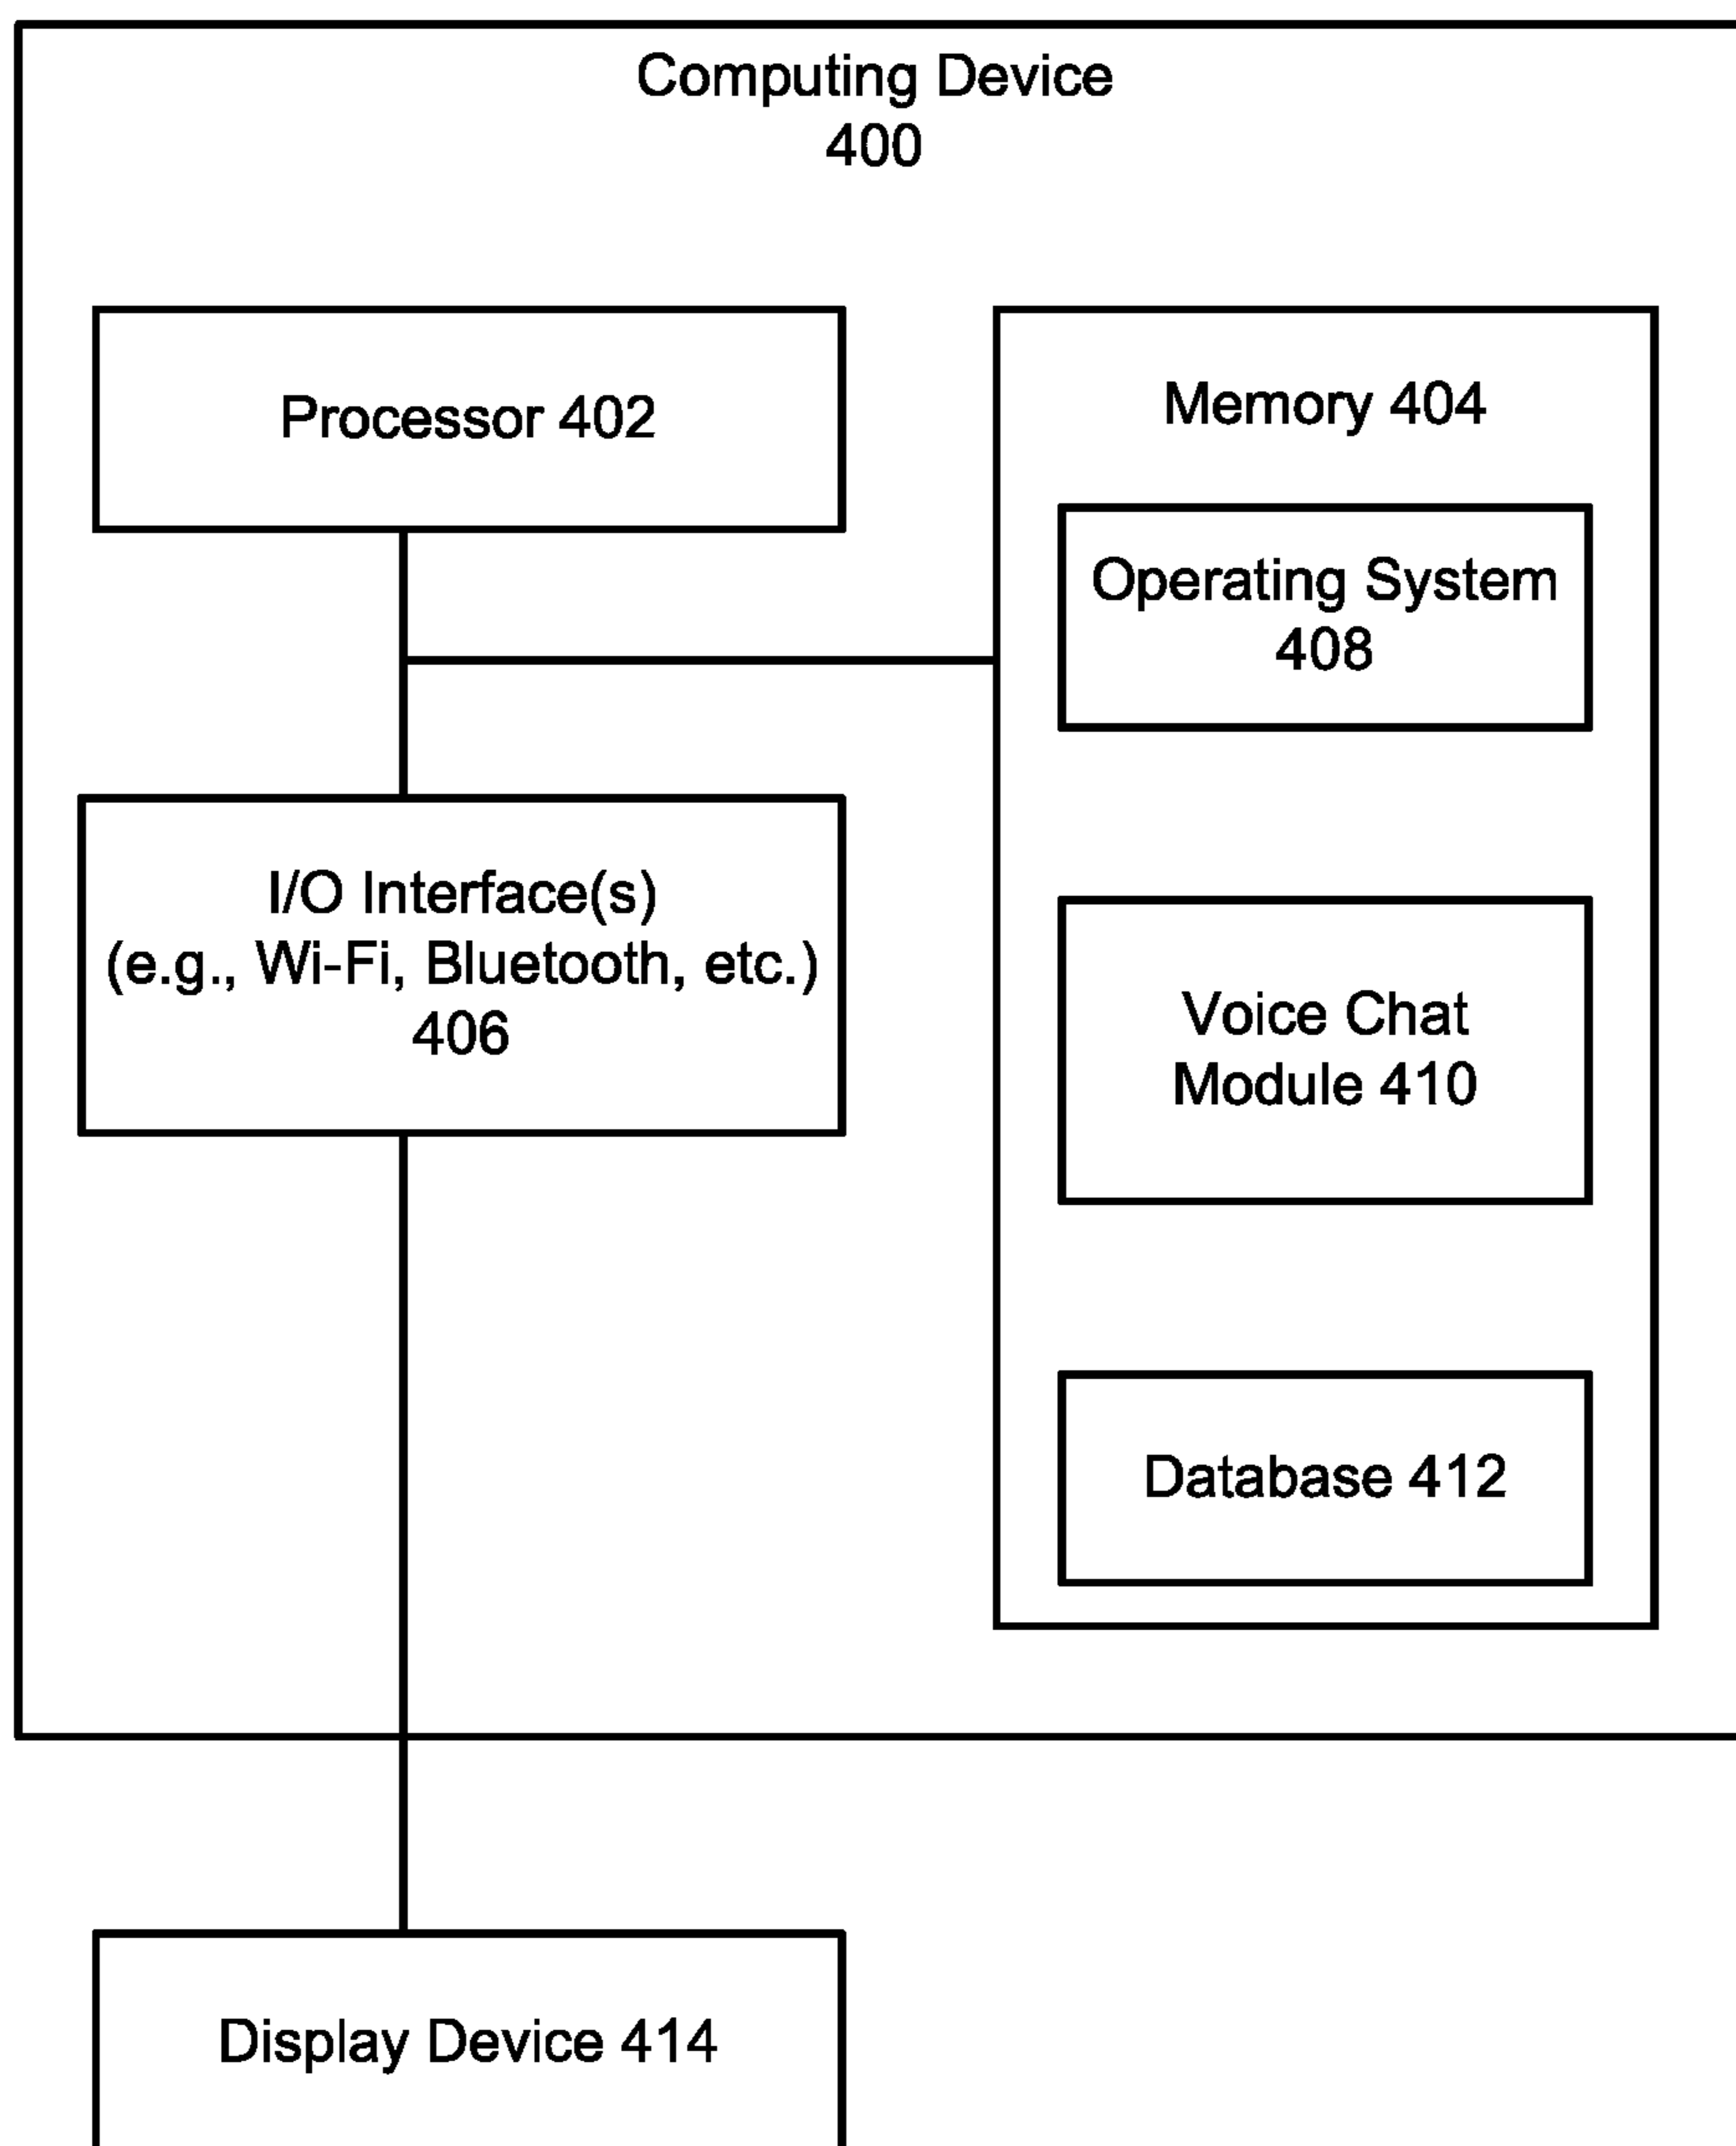 Computing Device
400
Processor 402
Memory 404
Operating System
408
I/O Interface(s)
(e.g., Wi-Fi, Bluetooth, etc.)
406
Voice Chat
Module 410
Database 412
Display Device 414